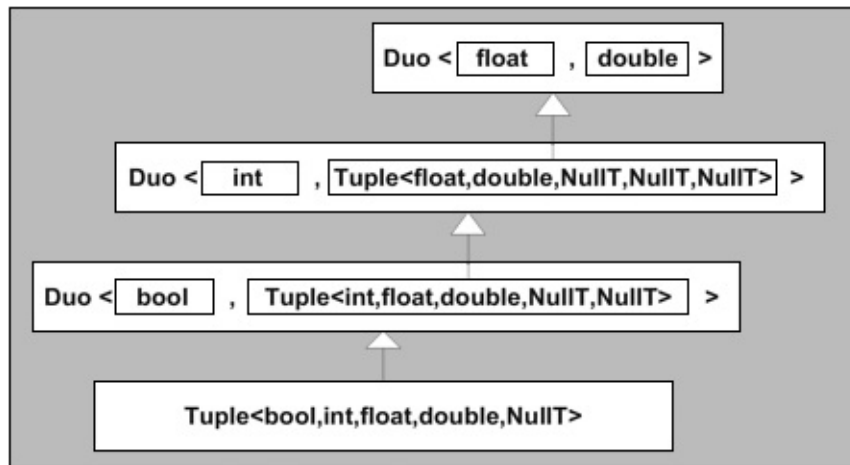 Duo < float , double >
Duo < int , Tuple<float,double,NullT,NullT,NullT> >
Duo < bool , Tuple<int,float,double,NullT,NullT> >
Tuple<bool,int,float,double,NullT>